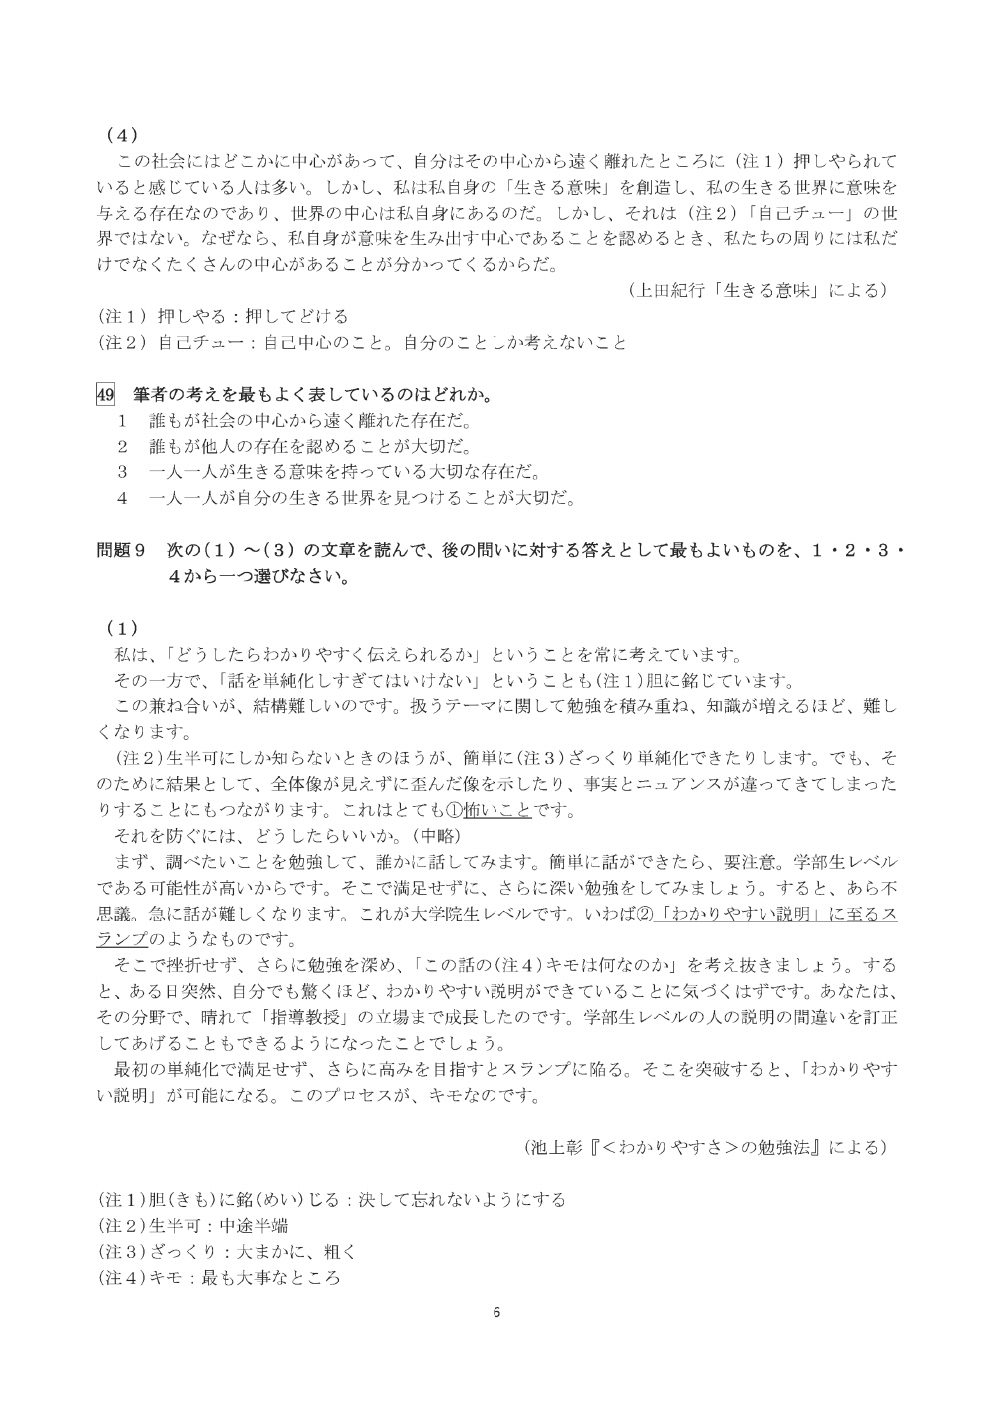 （４）
この社会にはどこかに中心があって、自分はその中心から遠く離れたところに（注１）押しやられて
いると感じている人は多い。しかし、私は私自身の「生きる意味」を創造し、私の生きる世界に意味を
与える存在なのであり、世界の中心は私自身にあるのだ。しかし、それは（注２）「自己チュー」の世
界ではない。なぜなら、私自身が意味を生み出す中心であることを認めるとき、私たちの周りには私だ
けでなくたくさんの中心があることが分かってくるからだ。
（上田紀行「生きる意味」による）
（注１）押しやる：押してどける
（注２）自己チュー：自己中心のこと。自分のことしか考えないこと
49 筆者の考えを最もよく表しているのはどれか。
１ 誰もが社会の中心から遠く離れた存在だ。
２ 誰もが他人の存在を認めることが大切だ。
３ 一人一人が生きる意味を持っている大切な存在だ。
４ 一人一人が自分の生きる世界を見つけることが大切だ。
問題９ 次の(１)～(３)の文章を読んで、後の問いに対する答えとして最もよいものを、１・２・３・
４から一つ選びなさい。
（１）
私は、「どうしたらわかりやすく伝えられるか」ということを常に考えています。
その一方で、「話を単純化しすぎてはいけない」ということも(注１)胆に銘じています。
この兼ね合いが、結構難しいのです。扱うテーマに関して勉強を積み重ね、知識が増えるほど、難し
くなります。
(注２)生半可にしか知らないときのほうが、簡単に(注３)ざっくり単純化できたりします。でも、そ
のために結果として、全体像が見えずに歪んだ像を示したり、事実とニュアンスが違ってきてしまった
りすることにもつながります。これはとても①怖いことです。
それを防ぐには、どうしたらいいか。（中略）
まず、調べたいことを勉強して、誰かに話してみます。簡単に話ができたら、要注意。学部生レベル
である可能性が高いからです。そこで満足せずに、さらに深い勉強をしてみましょう。すると、あら不
思議。急に話が難しくなります。これが大学院生レベルです。いわば②「わかりやすい説明」に至るス
ランプのようなものです。
そこで挫折せず、さらに勉強を深め、「この話の(注４)キモは何なのか」を考え抜きましょう。する
と、ある日突然、自分でも驚くほど、わかりやすい説明ができていることに気づくはずです。あなたは、
その分野で、晴れて「指導教授」の立場まで成長したのです。学部生レベルの人の説明の間違いを訂正
してあげることもできるようになったことでしょう。
最初の単純化で満足せず、さらに高みを目指すとスランプに陥る。そこを突破すると、「わかりやす
い説明」が可能になる。このプロセスが、キモなのです。
（池上彰『＜わかりやすさ＞の勉強法』による）
(注１)胆(きも)に銘(めい)じる：決して忘れないようにする
(注２)生半可：中途半端
(注３)ざっくり：大まかに、粗く
(注４)キモ：最も大事なところ
6